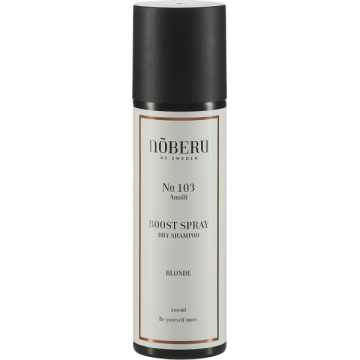 nõBERU
OF SWEDEN
No 103
Amalfi
BOOST SPRAY
DRY SHAMPOO
BLONDE
200ml
Be yourself more.